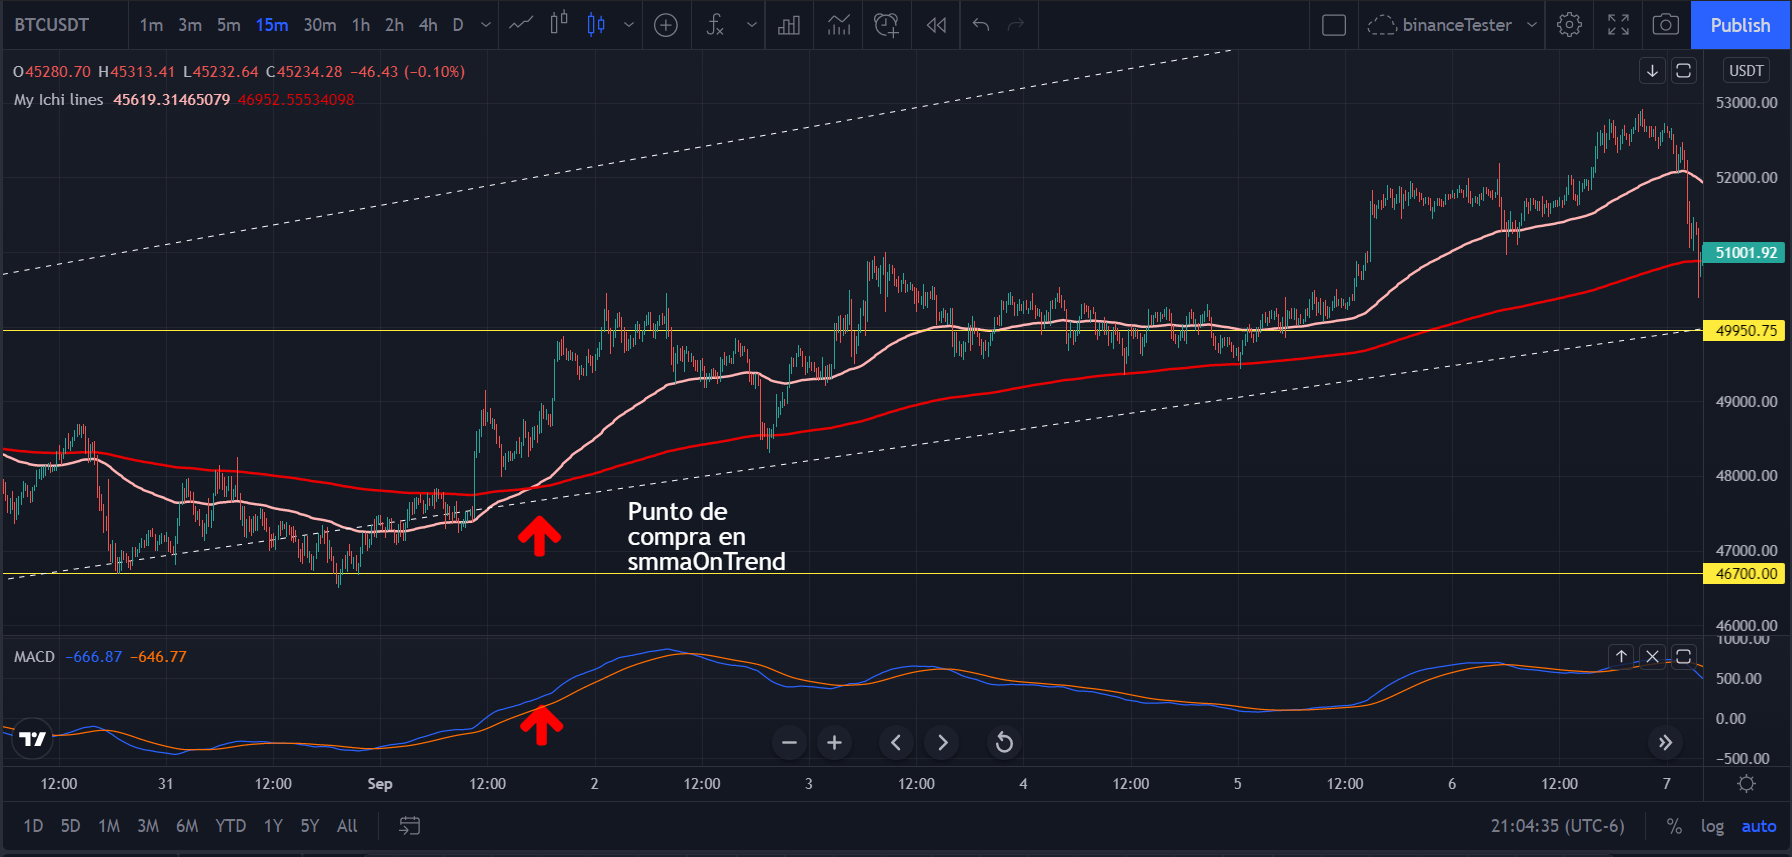 BTCUSDT 1m 3m 5m 15m 30m 1h 2h 4h D fx binanceTester Publish
O45280.70 H45313.41 L45232.64 C45234.28 −46.43 (−0.10%) USDT
My Ichi lines 45619.31465079 46952.55534098
53000.00
52000.00
51001.92
49950.75
49000.00
48000.00
Punto de
compra en
smmaOnTrend
47000.00
46700.00
46000.00
1000.00
MACD −666.87 −646.77
500.00
0.00
−500.00
12:00 31 12:00 Sep 12:00 2 12:00 3 12:00 4 12:00 5 12:00 6 12:00 7
1D 5D 1M 3M 6M YTD 1Y 5Y All 21:04:35 (UTC-6) % log auto